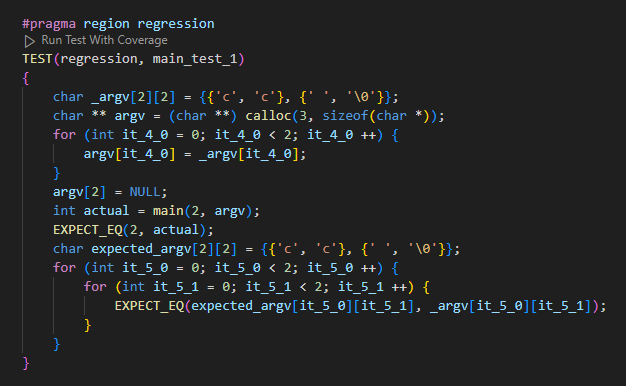 #pragma region regression
Run Test With Coverage
TEST(regression, main_test_1)
{
    char _argv[2][2] = {{'c', 'c'}, {' ', '\0'}};
    char ** argv = (char **) calloc(3, sizeof(char *));
    for (int it_4_0 = 0; it_4_0 < 2; it_4_0 ++) {
        argv[it_4_0] = _argv[it_4_0];
    }
    argv[2] = NULL;
    int actual = main(2, argv);
    EXPECT_EQ(2, actual);
    char expected_argv[2][2] = {{'c', 'c'}, {' ', '\0'}};
    for (int it_5_0 = 0; it_5_0 < 2; it_5_0 ++) {
        for (int it_5_1 = 0; it_5_1 < 2; it_5_1 ++) {
            EXPECT_EQ(expected_argv[it_5_0][it_5_1], _argv[it_5_0][it_5_1]);
        }
    }
}